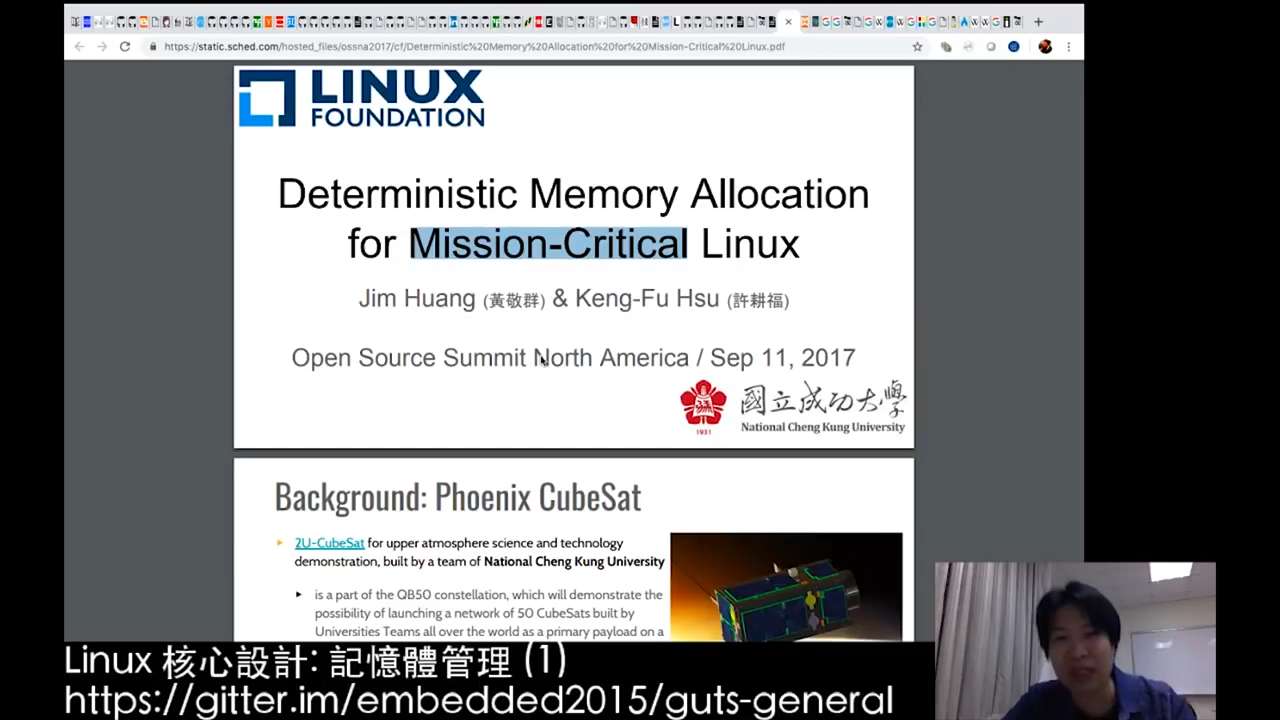 https://static.sched.com/hosted_files/ossna2017/cf/Deterministic%20Memory%20Allocation%20for%20Mission-Critical%20Linux.pdf
LINUX
FOUNDATION
Deterministic Memory Allocation
for Mission-Critical Linux
Jim Huang (黃敬群) & Keng-Fu Hsu (許耕福)
Open Source Summit North America / Sep 11, 2017
1931
國立成功大學
National Cheng Kung University
Background: Phoenix CubeSat
2U-CubeSat for upper atmosphere science and technology
demonstration, built by a team of National Cheng Kung University
is a part of the QB50 constellation, which will demonstrate the
possibility of launching a network of 50 CubeSats built by
Universities Teams all over the world as a primary payload on a
Linux 核心設計: 記憶體管理 (1)
https://gitter.im/embedded2015/guts-general